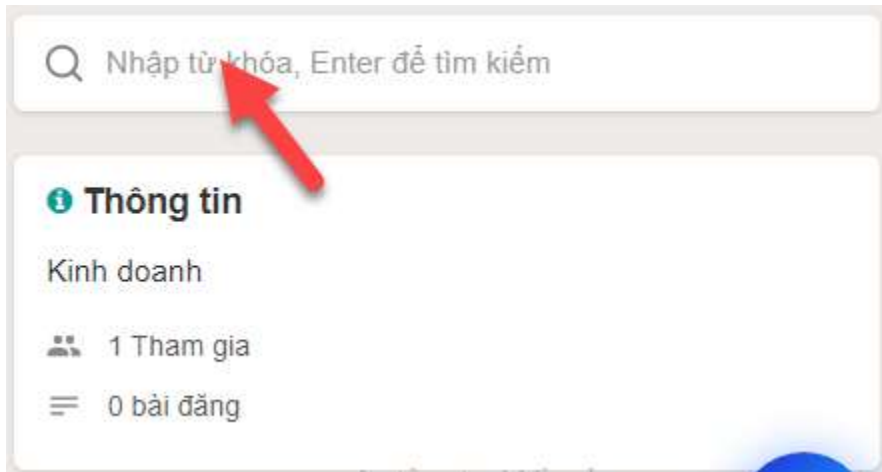 Nhập từ khóa, Enter để tìm kiếm
Thông tin
Kinh doanh
1 Tham gia
0 bài đăng